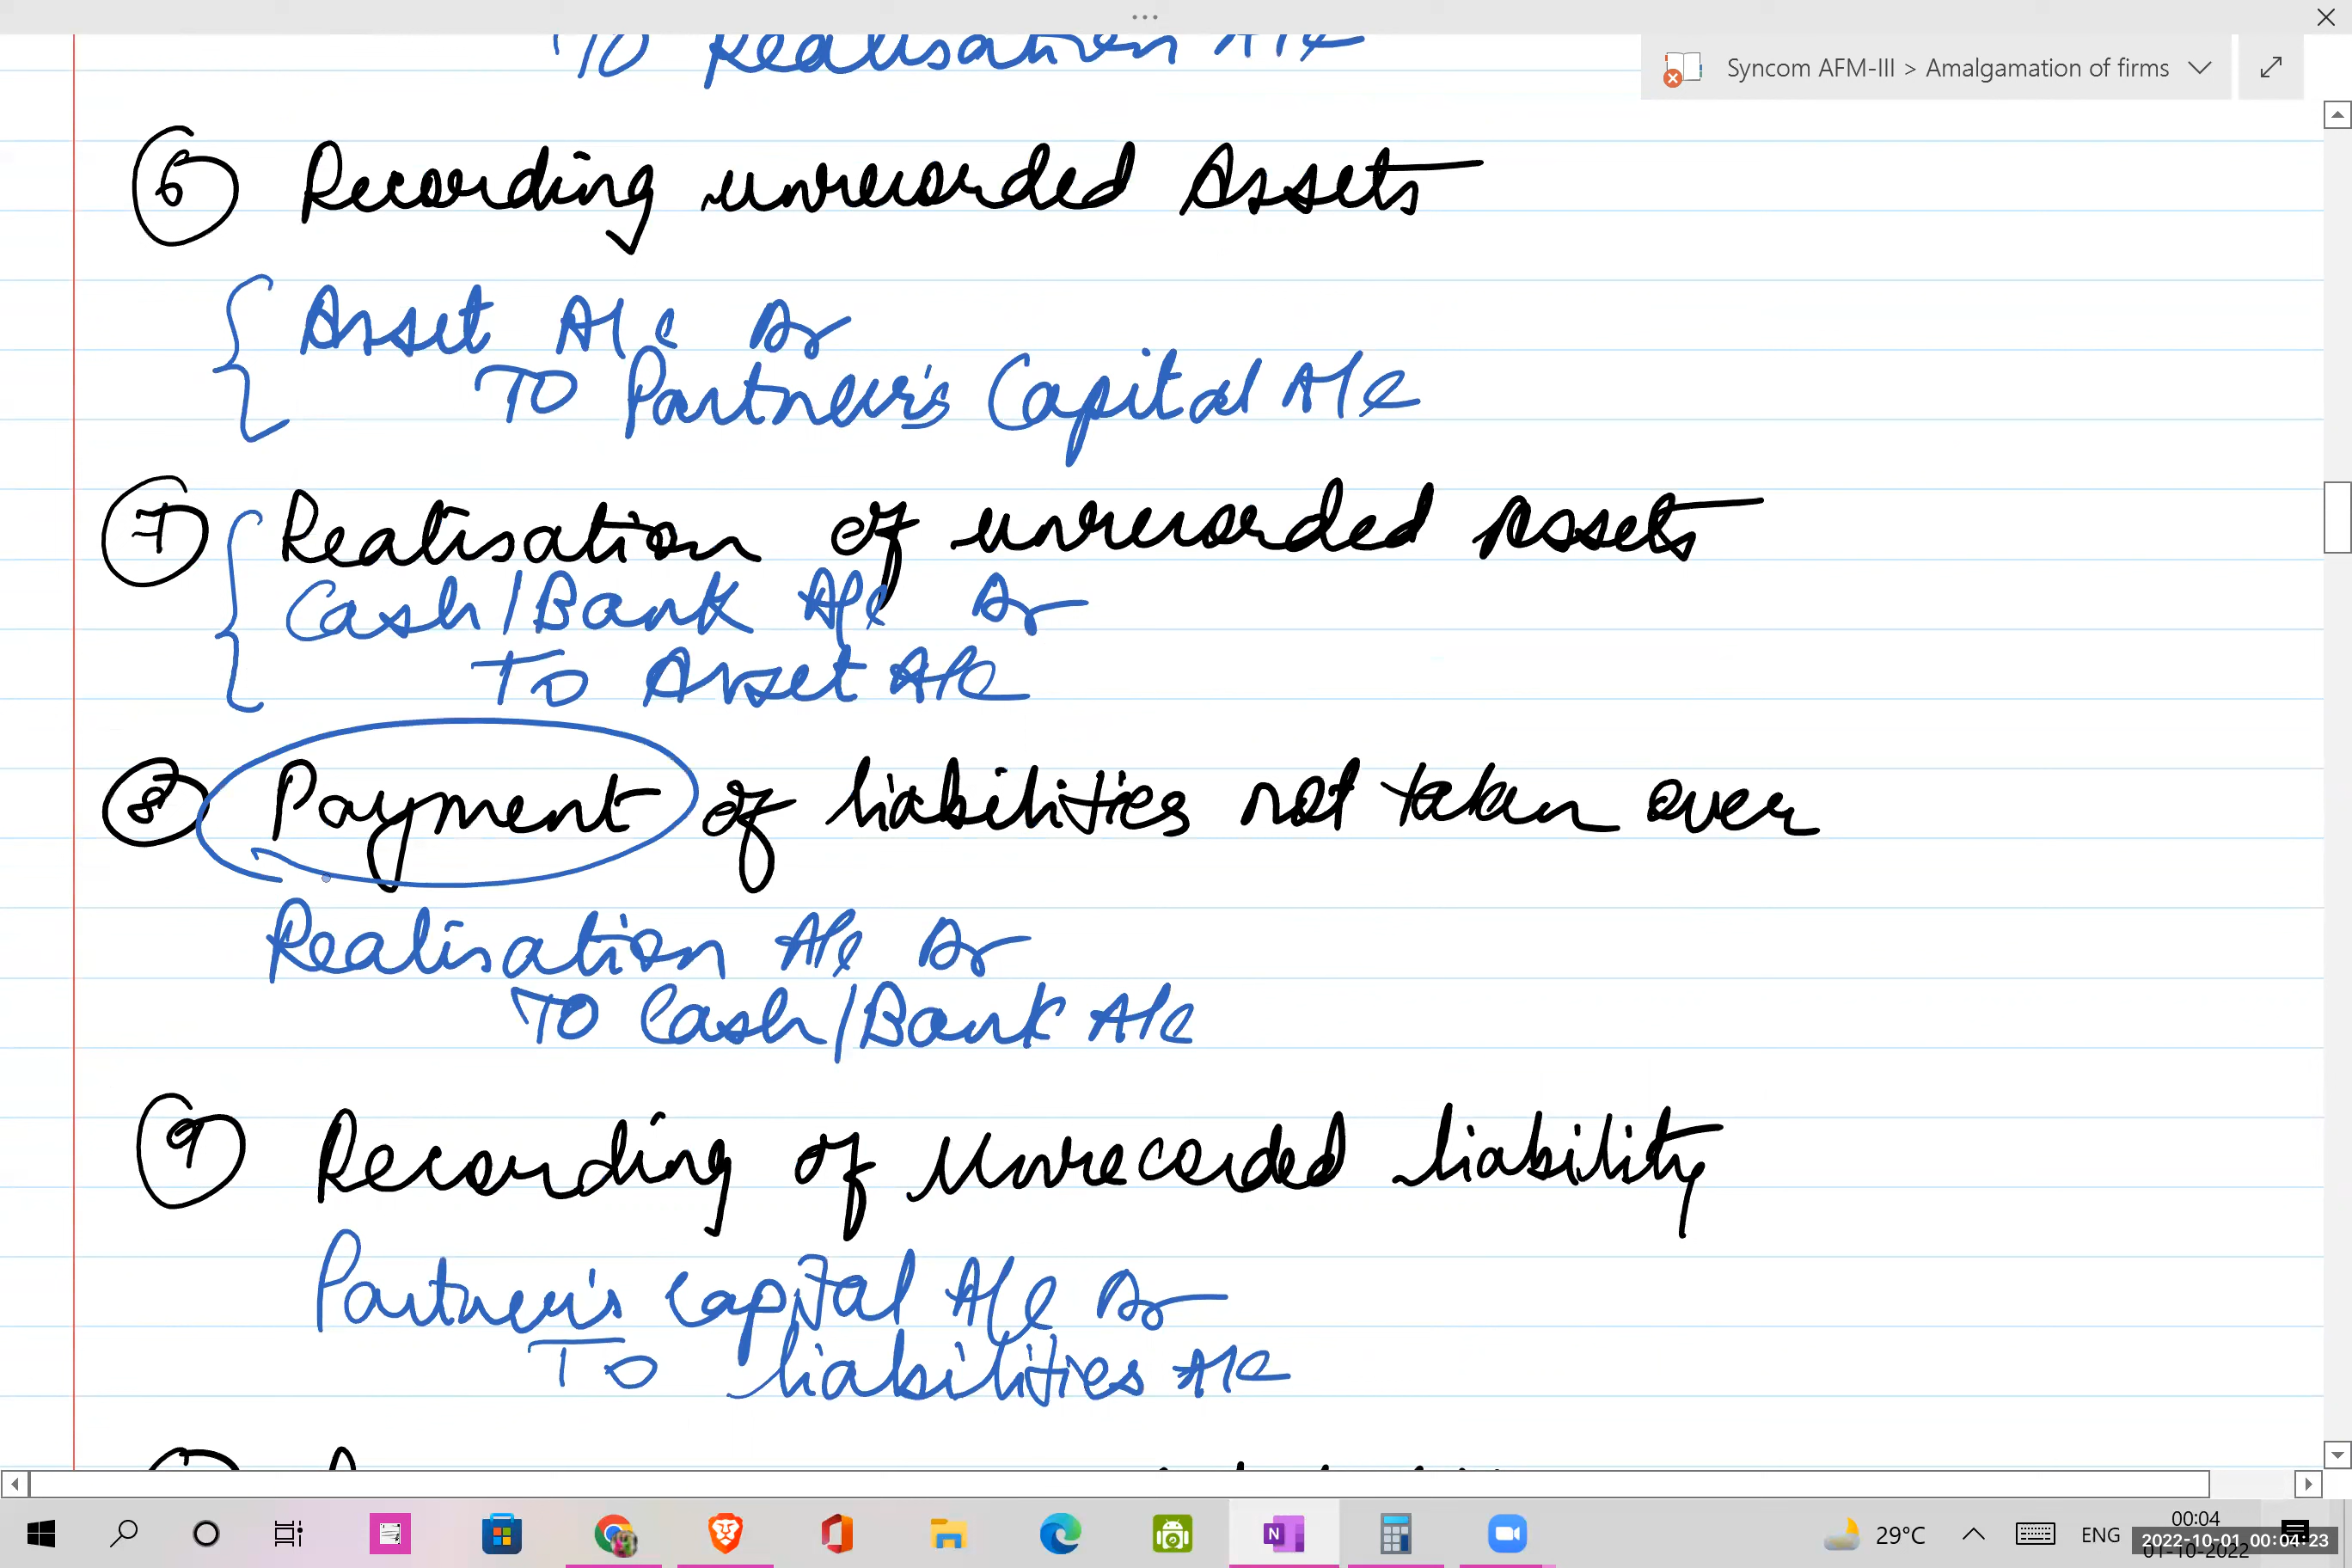 To Realisation A/c
Syncom AFM-III > Amalgamation of firms
6 Recording unrecorded Assets
Asset A/c Dr
To Partner's Capital A/c
7 Realisation of unrecorded Assets
Cash/Bank A/c Dr
To Asset A/c
8 Payment of liabilities not taken over
Realisation A/c Dr
To Cash/Bank A/c
9 Recording of Unrecorded liability
Partner's Capital A/c Dr
To liabilities A/c
29°C
ENG
00:04
2022-10-01 00:04:23
01-10-2022